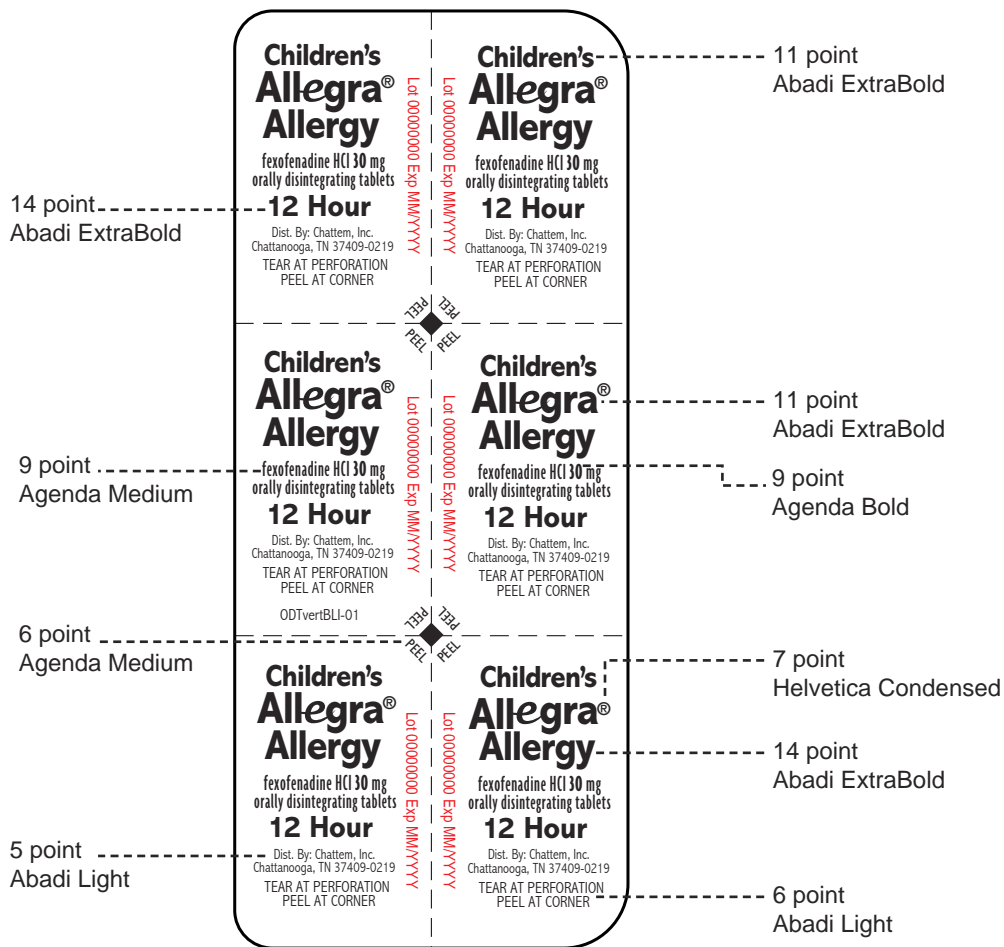 Children's
Allegra®
Allergy
fexofenadine HCl 30 mg
orally disintegrating tablets
12 Hour
Dist. By: Chattem, Inc.
Chattanooga, TN 37409-0219
TEAR AT PERFORATION
PEEL AT CORNER
Lot 00000000 Exp MM/YYYY
Lot 00000000 Exp MM/YYYY
Children's
Allegra®
Allergy
fexofenadine HCl 30 mg
orally disintegrating tablets
12 Hour
Dist. By: Chattem, Inc.
Chattanooga, TN 37409-0219
TEAR AT PERFORATION
PEEL AT CORNER
11 point
Abadi ExtraBold
14 point
Abadi ExtraBold
PEEL
PEEL
PEEL
PEEL
Children's
Allegra®
Allergy
fexofenadine HCl 30 mg
orally disintegrating tablets
12 Hour
Dist. By: Chattem, Inc.
Chattanooga, TN 37409-0219
TEAR AT PERFORATION
PEEL AT CORNER
ODTvertBLI-01
Lot 00000000 Exp MM/YYYY
Lot 00000000 Exp MM/YYYY
Children's
Allegra®
Allergy
fexofenadine HCl 30 mg
orally disintegrating tablets
12 Hour
Dist. By: Chattem, Inc.
Chattanooga, TN 37409-0219
TEAR AT PERFORATION
PEEL AT CORNER
11 point
Abadi ExtraBold
9 point
Agenda Medium
9 point
Agenda Bold
PEEL
PEEL
PEEL
PEEL
6 point
Agenda Medium
Children's
Allegra®
Allergy
fexofenadine HCl 30 mg
orally disintegrating tablets
12 Hour
Dist. By: Chattem, Inc.
Chattanooga, TN 37409-0219
TEAR AT PERFORATION
PEEL AT CORNER
Lot 00000000 Exp MM/YYYY
Lot 00000000 Exp MM/YYYY
Children's
Allegra®
Allergy
fexofenadine HCl 30 mg
orally disintegrating tablets
12 Hour
Dist. By: Chattem, Inc.
Chattanooga, TN 37409-0219
TEAR AT PERFORATION
PEEL AT CORNER
7 point
Helvetica Condensed
14 point
Abadi ExtraBold
5 point
Abadi Light
6 point
Abadi Light